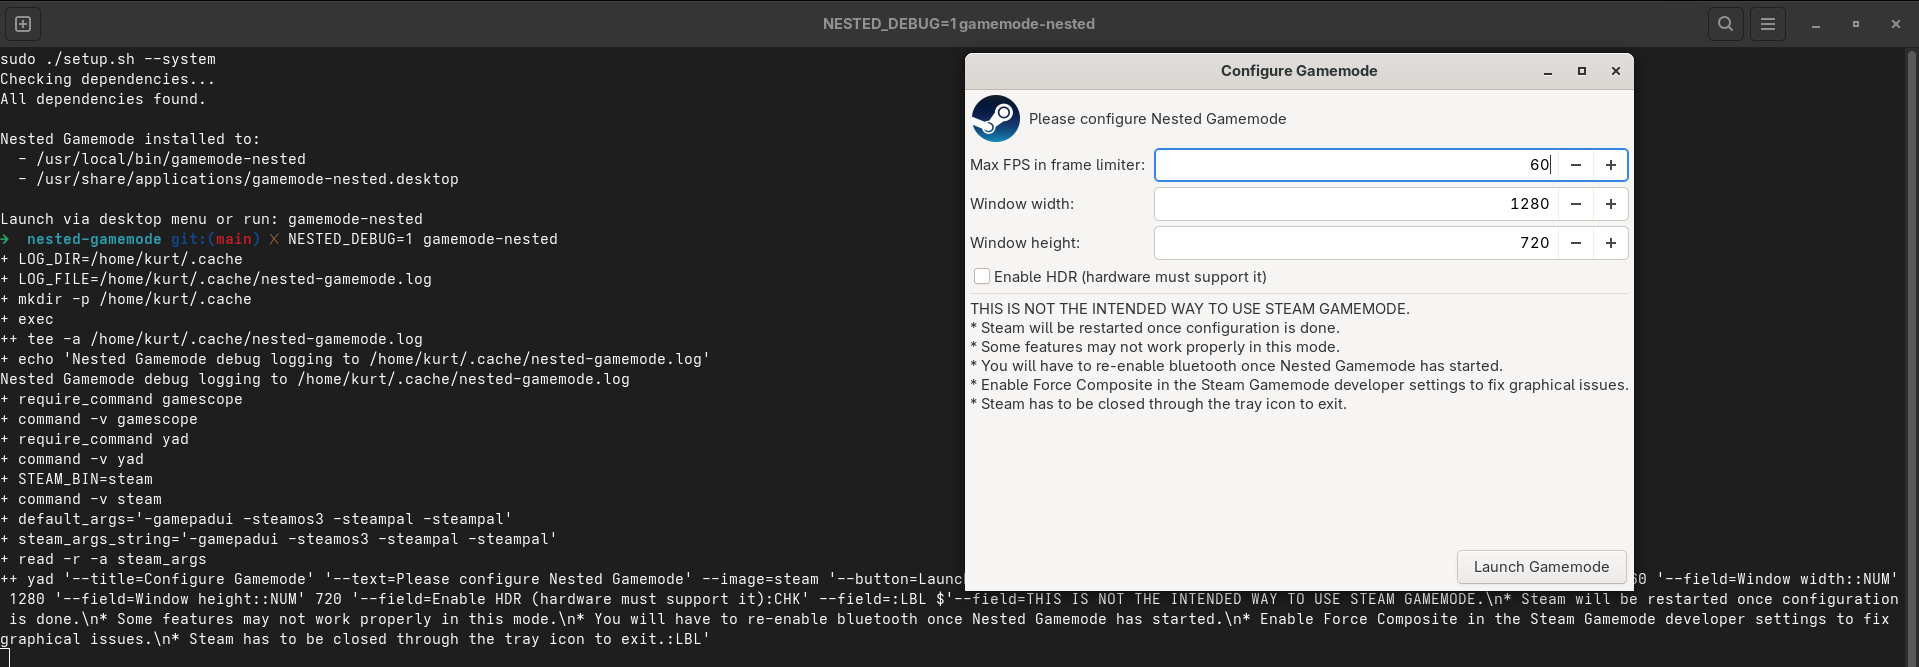 NESTED_DEBUG=1 gamemode-nested
sudo ./setup.sh --system
Checking dependencies...
All dependencies found.
Nested Gamemode installed to:
- /usr/local/bin/gamemode-nested
- /usr/share/applications/gamemode-nested.desktop
Launch via desktop menu or run: gamemode-nested
→ nested-gamemode git:(main) ✗ NESTED_DEBUG=1 gamemode-nested
+ LOG_DIR=/home/kurt/.cache
+ LOG_FILE=/home/kurt/.cache/nested-gamemode.log
+ mkdir -p /home/kurt/.cache
+ exec
++ tee -a /home/kurt/.cache/nested-gamemode.log
+ echo 'Nested Gamemode debug logging to /home/kurt/.cache/nested-gamemode.log'
Nested Gamemode debug logging to /home/kurt/.cache/nested-gamemode.log
+ require_command gamescope
+ command -v gamescope
+ require_command yad
+ command -v yad
+ STEAM_BIN=steam
+ command -v steam
+ default_args='-gamepadui -steamos3 -steampal -steampal'
+ steam_args_string='-gamepadui -steamos3 -steampal -steampal'
+ read -r -a steam_args
++ yad '--title=Configure Gamemode' '--text=Please configure Nested Gamemode' --image=steam '--button=Launc 60 '--field=Window width::NUM'
1280 '--field=Window height::NUM' 720 '--field=Enable HDR (hardware must support it):CHK' --field=:LBL $'--field=THIS IS NOT THE INTENDED WAY TO USE STEAM GAMEMODE.\n* Steam will be restarted once configuration
is done.\n* Some features may not work properly in this mode.\n* You will have to re-enable bluetooth once Nested Gamemode has started.\n* Enable Force Composite in the Steam Gamemode developer settings to fix
graphical issues.\n* Steam has to be closed through the tray icon to exit.:LBL'
Configure Gamemode
Please configure Nested Gamemode
Max FPS in frame limiter: 60
Window width: 1280
Window height: 720
Enable HDR (hardware must support it)
THIS IS NOT THE INTENDED WAY TO USE STEAM GAMEMODE.
* Steam will be restarted once configuration is done.
* Some features may not work properly in this mode.
* You will have to re-enable bluetooth once Nested Gamemode has started.
* Enable Force Composite in the Steam Gamemode developer settings to fix graphical issues.
* Steam has to be closed through the tray icon to exit.
Launch Gamemode